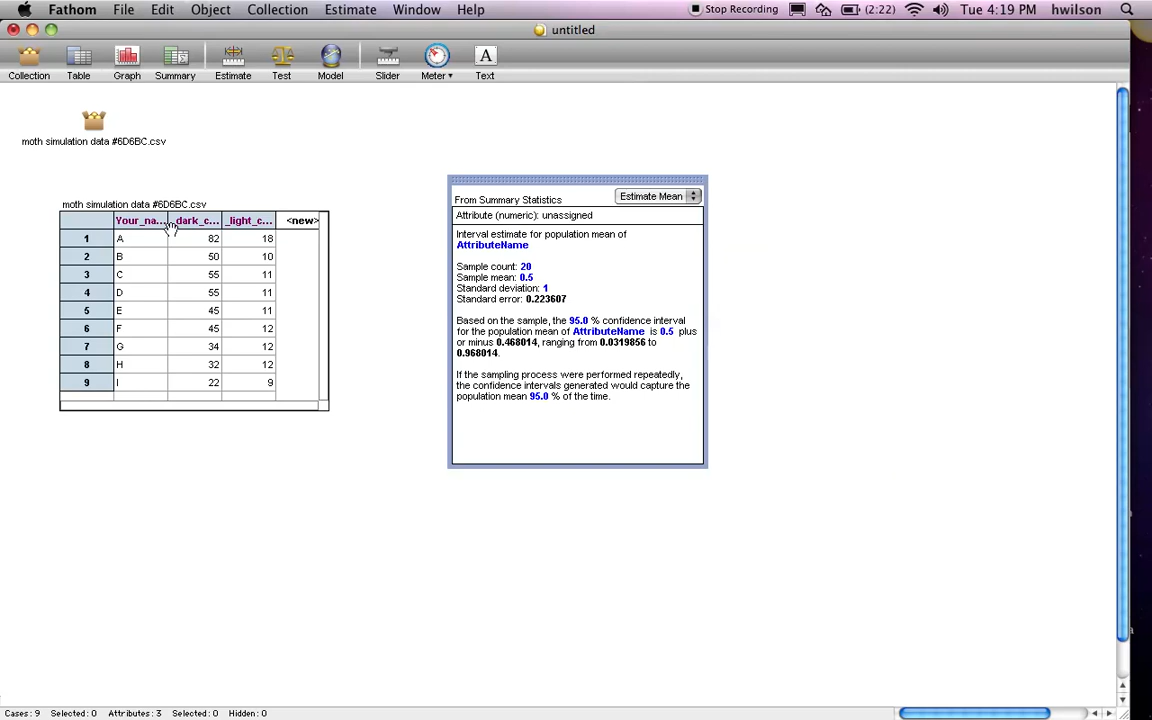 Fathom File Edit Object Collection Estimate Window Help Stop Recording (2:22) Tue 4:19 PM hwilson
untitled
Collection Table Graph Summary Estimate Test Model Slider Meter Text
A
moth simulation data #6D6BC.csv
moth simulation data #6D6BC.csv
Your_na... _dark_c... _light_c... <new>
1 A 82 18
2 B 50 10
3 C 55 11
4 D 55 11
5 E 45 11
6 F 45 12
7 G 34 12
8 H 32 12
9 I 22 9
From Summary Statistics Estimate Mean
Attribute (numeric): unassigned
Interval estimate for population mean of
AttributeName
Sample count: 20
Sample mean: 0.5
Standard deviation: 1
Standard error: 0.223607
Based on the sample, the 95.0 % confidence interval
for the population mean of AttributeName is 0.5 plus
or minus 0.468014, ranging from 0.0319856 to
0.968014.
If the sampling process were performed repeatedly,
the confidence intervals generated would capture the
population mean 95.0 % of the time.
Cases: 9 Selected: 0 Attributes: 3 Selected: 0 Hidden: 0